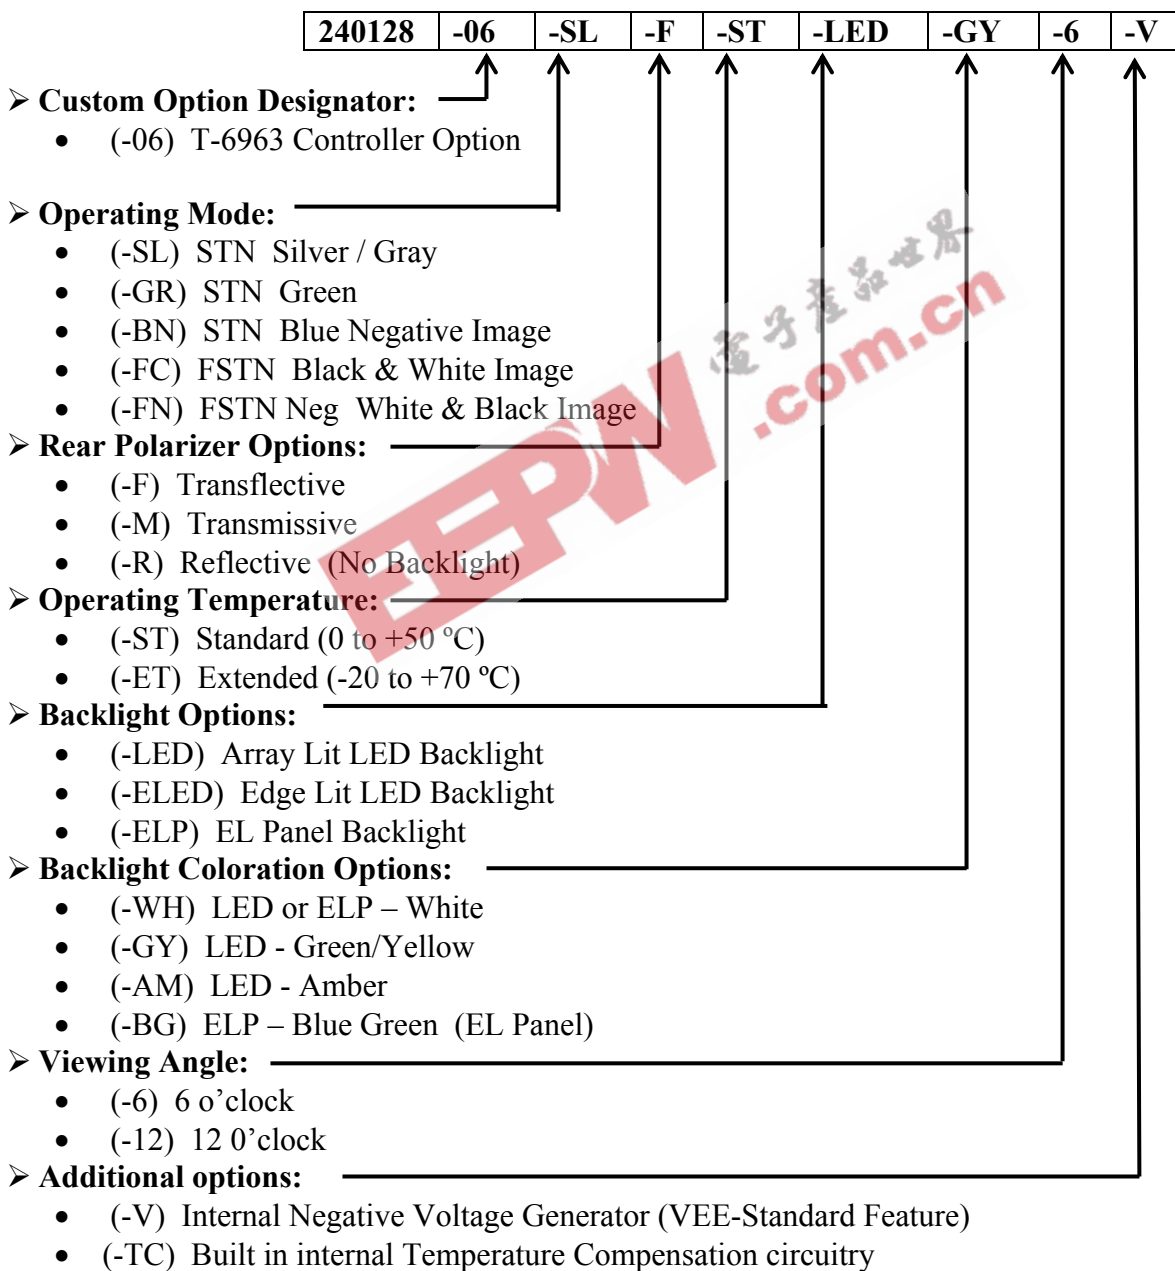 240128 -06 -SL -F -ST -LED -GY -6 -V
➢ Custom Option Designator:
• (-06) T-6963 Controller Option
➢ Operating Mode:
• (-SL) STN Silver / Gray
• (-GR) STN Green
• (-BN) STN Blue Negative Image
• (-FC) FSTN Black & White Image
• (-FN) FSTN Neg White & Black Image
➢ Rear Polarizer Options:
• (-F) Transflective
• (-M) Transmissive
• (-R) Reflective (No Backlight)
➢ Operating Temperature:
• (-ST) Standard (0 to +50 ºC)
• (-ET) Extended (-20 to +70 ºC)
➢ Backlight Options:
• (-LED) Array Lit LED Backlight
• (-ELED) Edge Lit LED Backlight
• (-ELP) EL Panel Backlight
➢ Backlight Coloration Options:
• (-WH) LED or ELP – White
• (-GY) LED - Green/Yellow
• (-AM) LED - Amber
• (-BG) ELP – Blue Green (EL Panel)
➢ Viewing Angle:
• (-6) 6 o’clock
• (-12) 12 0’clock
➢ Additional options:
• (-V) Internal Negative Voltage Generator (VEE-Standard Feature)
• (-TC) Built in internal Temperature Compensation circuitry
EEPW
電子產品世界
.com.cn